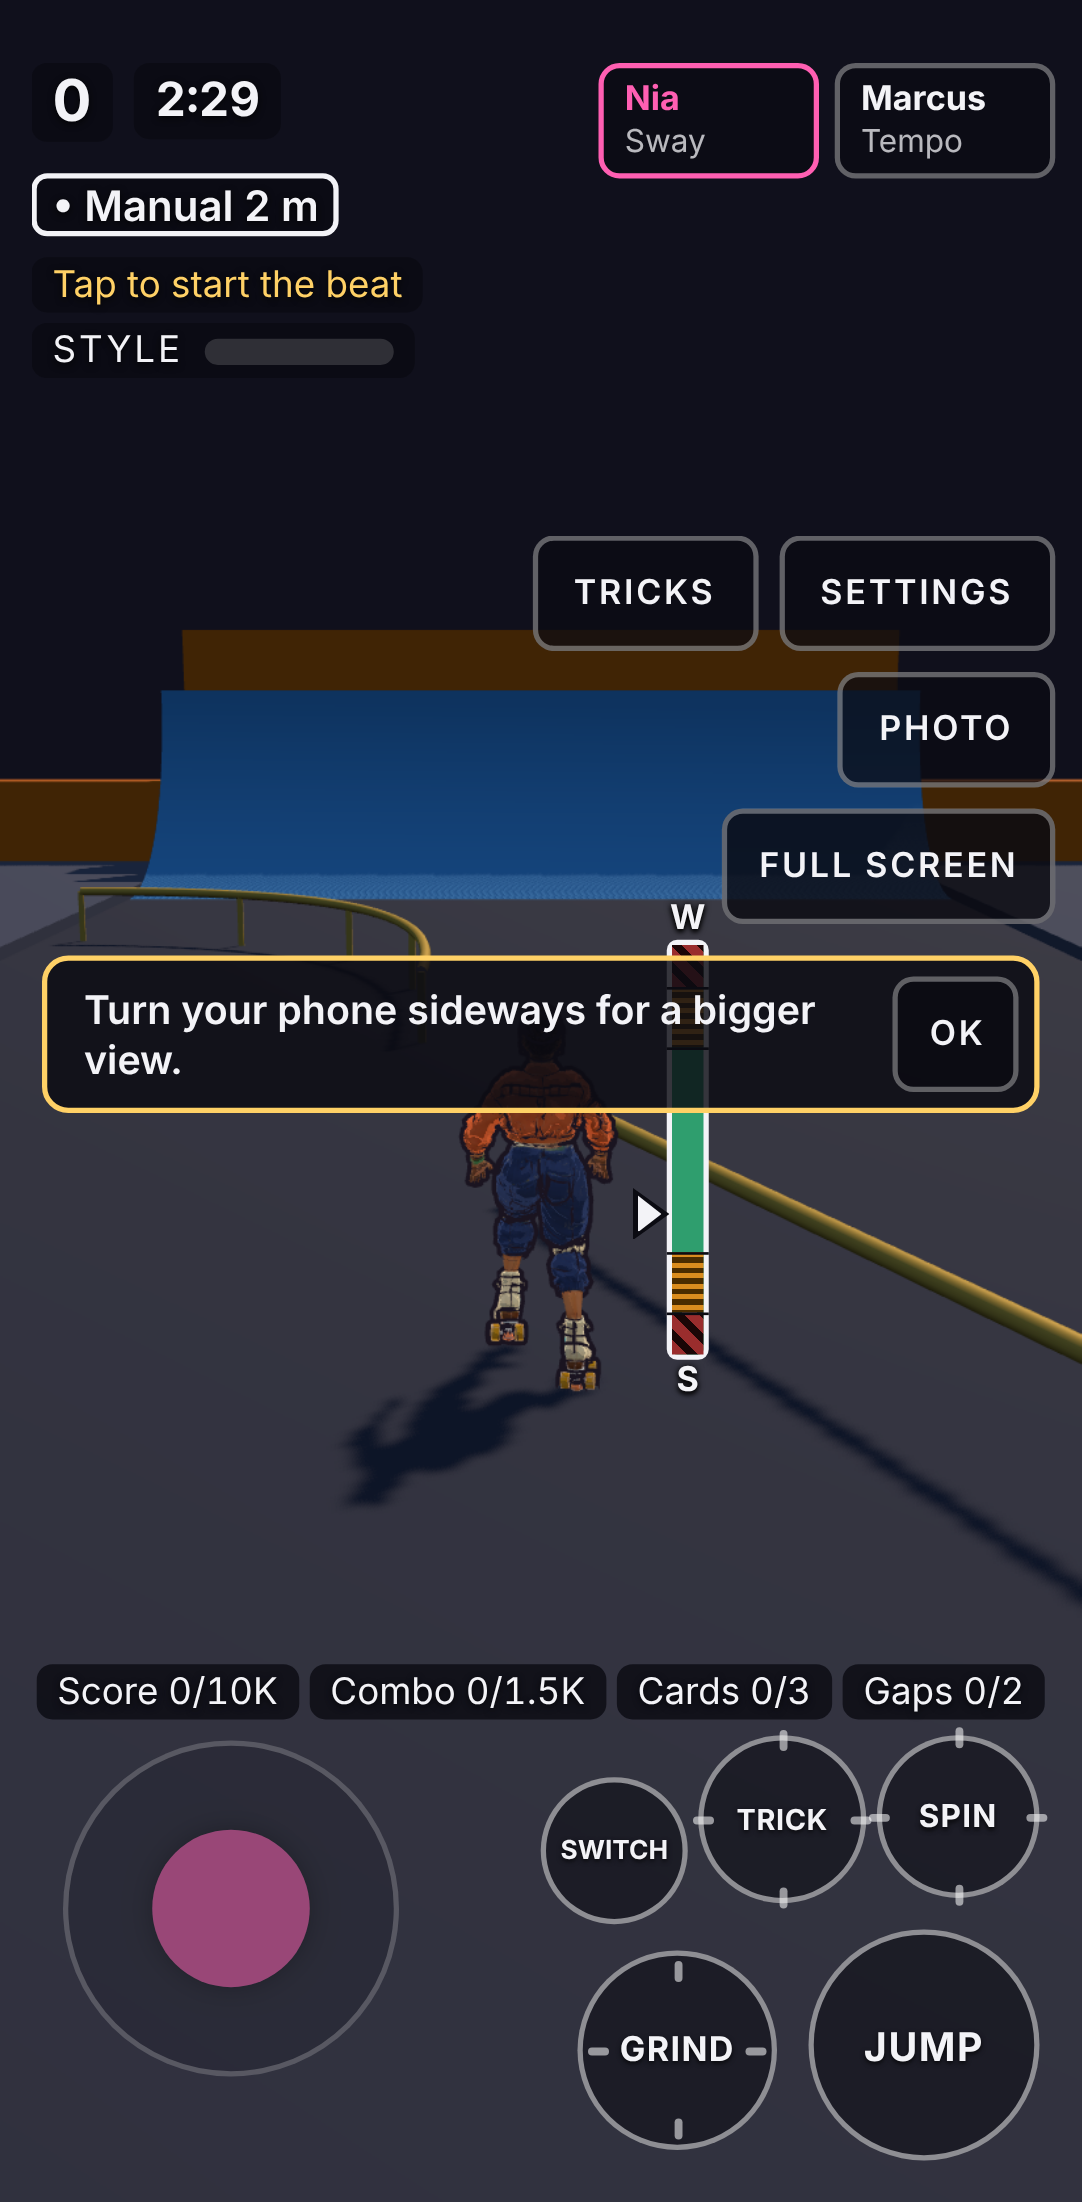 0
2:29
Nia
Sway
Marcus
Tempo
• Manual 2 m
Tap to start the beat
STYLE
TRICKS
SETTINGS
PHOTO
FULL SCREEN
W
Turn your phone sideways for a bigger
view.
OK
S
Score 0/10K
Combo 0/1.5K
Cards 0/3
Gaps 0/2
SWITCH
TRICK
SPIN
GRIND
JUMP